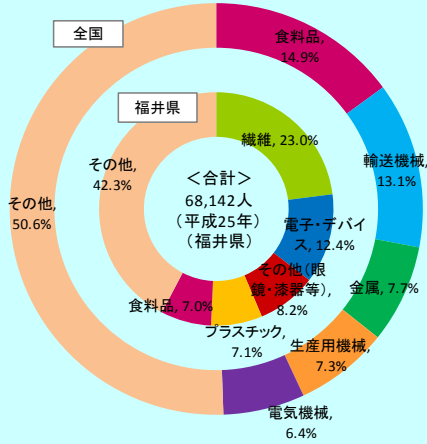 全国
食料品,
14.9%
輸送機械,
13.1%
金属, 7.7%
生産用機械,
7.3%
電気機械,
6.4%
その他,
50.6%
福井県
繊維, 23.0%
電子・デバイ
ス, 12.4%
その他(眼
鏡・漆器等),
8.2%
プラスチック,
7.1%
食料品, 7.0%
その他,
42.3%
＜合計＞
68,142人
（平成25年）
（福井県）